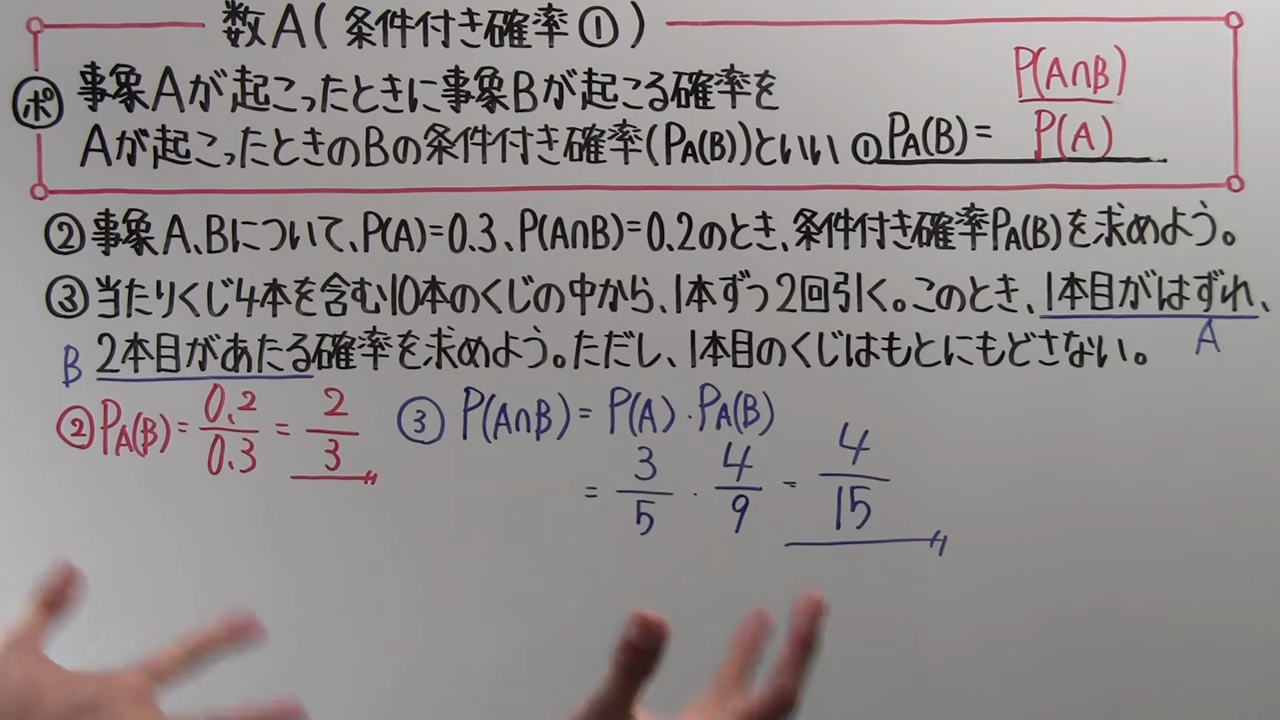 数A(条件付き確率①)
ポ 事象Aが起こったときに事象Bが起こる確率を
Aが起こったときのBの条件付き確率(PA(B))といい ①PA(B)= P(A∩B)/P(A)
②事象A、Bについて、P(A)=0.3、P(A∩B)=0.2のとき、条件付き確率PA(B)を求めよう。
③当たりくじ4本を含む10本のくじの中から、1本ずつ2回引く。このとき、1本目がはずれ、
A
B 2本目があたる確率を求めよう。ただし、1本目のくじはもとにもどさない。
②PA(B)= 0.2/0.3 = 2/3
③ P(A∩B)= P(A)・PA(B)
= 3/5 ・ 4/9 = 4/15